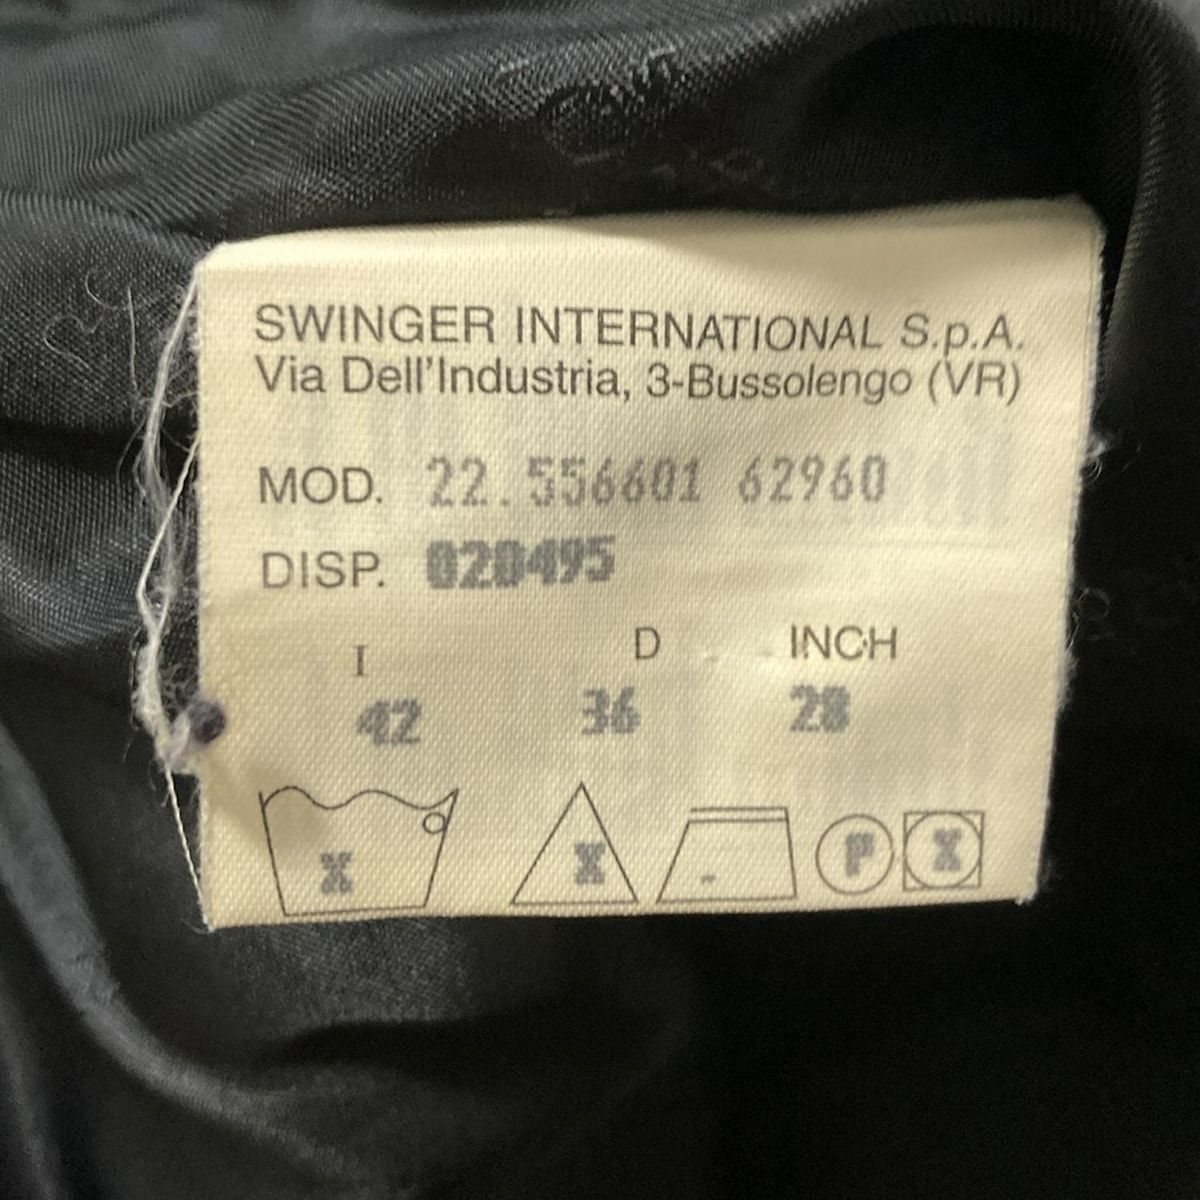 SWINGER INTERNATIONAL S.p.A.
Via Dell'Industria, 3-Bussolengo (VR)
MOD. 22.556601 62960
DISP. 020495
I D INCH
42 36 28
X X P X